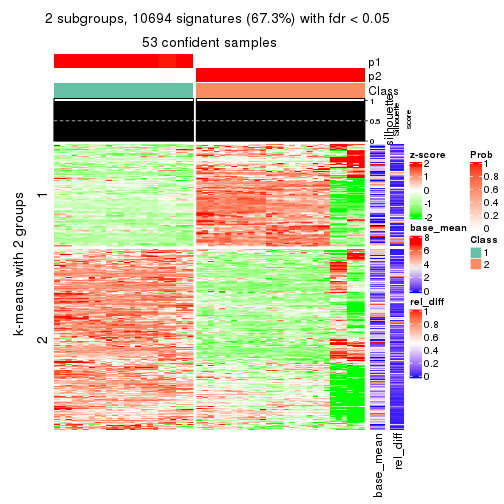 2 subgroups, 10694 signatures (67.3%) with fdr < 0.05
53 confident samples
p1
p2
Class
silhouette
Silhouette
score
1
0.5
0
k-means with 2 groups
1
2
base_mean
rel_diff
z-score
2
1
0
-1
-2
base_mean
8
6
4
2
0
rel_diff
1
0.8
0.6
0.4
0.2
0
Prob
1
0.8
0.6
0.4
0.2
0
Class
1
2